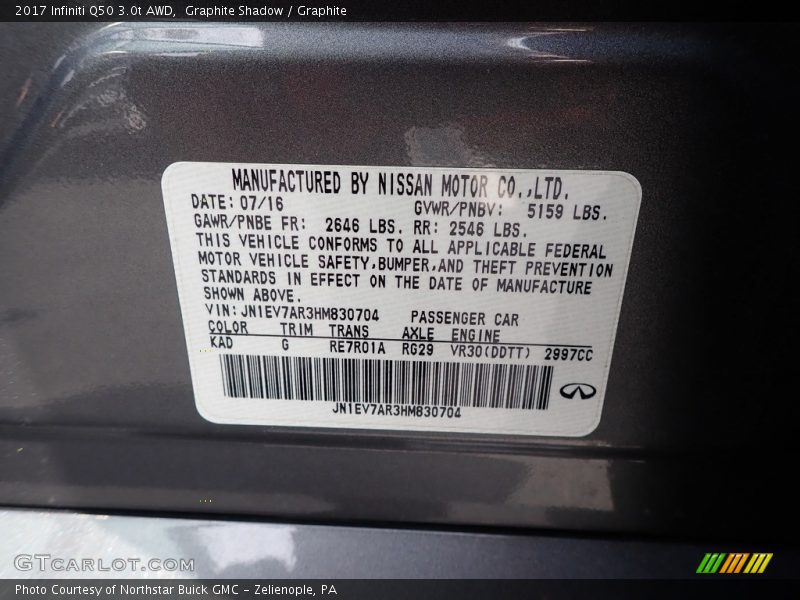 2017 Infiniti Q50 3.0t AWD,  Graphite Shadow / Graphite
MANUFACTURED BY NISSAN MOTOR CO.,LTD.
DATE: 07/16 GVWR/PNBV: 5159 LBS.
GAWR/PNBE FR: 2646 LBS. RR: 2546 LBS.
THIS VEHICLE CONFORMS TO ALL APPLICABLE FEDERAL
MOTOR VEHICLE SAFETY,BUMPER,AND THEFT PREVENTION
STANDARDS IN EFFECT ON THE DATE OF MANUFACTURE
SHOWN ABOVE.
VIN: JN1EV7AR3HM830704 PASSENGER CAR
COLOR TRIM TRANS AXLE ENGINE
KAD G RE7R01A RG29 VR30(DDTT) 2997CC
JN1EV7AR3HM830704
GTcarlot.com
Photo Courtesy of Northstar Buick GMC - Zelienople, PA